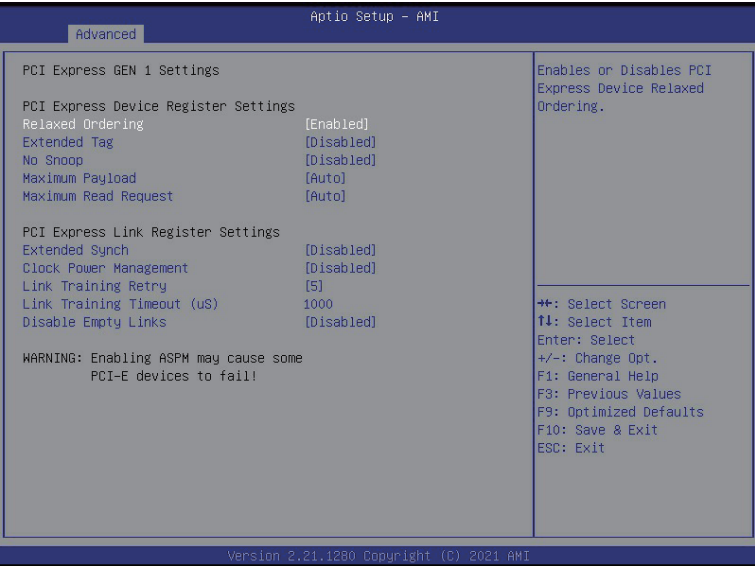 Aptio Setup – AMI
Advanced
PCI Express GEN 1 Settings
PCI Express Device Register Settings
Relaxed Ordering [Enabled]
Extended Tag [Disabled]
No Snoop [Disabled]
Maximum Payload [Auto]
Maximum Read Request [Auto]
PCI Express Link Register Settings
Extended Synch [Disabled]
Clock Power Management [Disabled]
Link Training Retry [5]
Link Training Timeout (uS) 1000
Disable Empty Links [Disabled]
WARNING: Enabling ASPM may cause some
PCI-E devices to fail!
Enables or Disables PCI
Express Device Relaxed
Ordering.
→←: Select Screen
↑↓: Select Item
Enter: Select
+/-: Change Opt.
F1: General Help
F3: Previous Values
F9: Optimized Defaults
F10: Save & Exit
ESC: Exit
Version 2.21.1280 Copyright (C) 2021 AMI